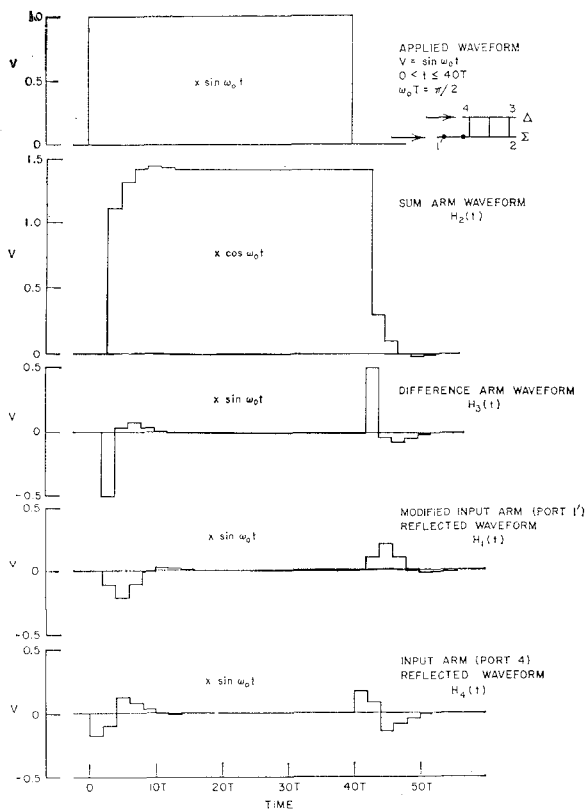 1.0
V
0.5
0
x sin ω₀t
APPLIED WAVEFORM
V = sin ω₀t
0 < t ≤ 40T
ω₀T = π/2
4 3
Δ
Σ
1' 2
1.5
1.0
V
0.5
0
x cos ω₀t
SUM ARM WAVEFORM
H₂(t)
0.5
V
0
-0.5
x sin ω₀t
DIFFERENCE ARM WAVEFORM
H₃(t)
0.5
V
0
-0.5
x sin ω₀t
MODIFIED INPUT ARM (PORT 1')
REFLECTED WAVEFORM
H₁(t)
0.5
V
0
-0.5
x sin ω₀t
INPUT ARM (PORT 4)
REFLECTED WAVEFORM
H₄(t)
0 10T 20T 30T 40T 50T
TIME